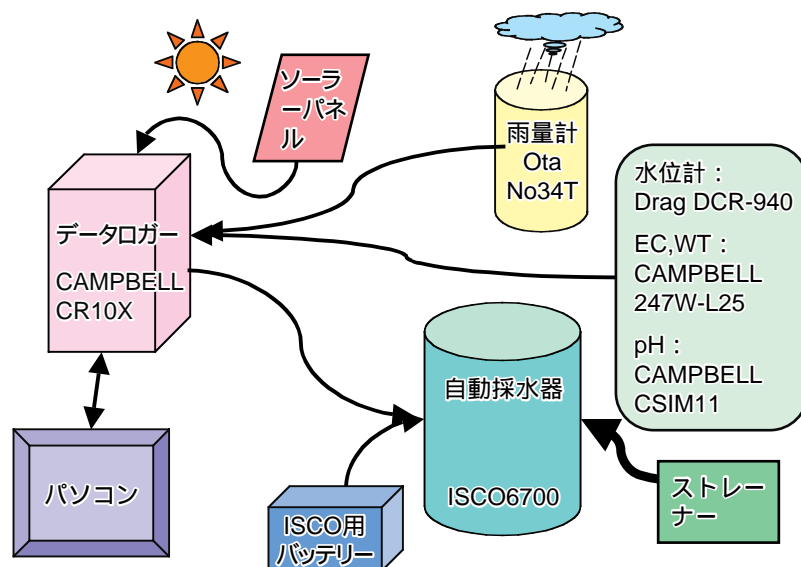 ソーラ
ーパネ
ル
雨量計
Ota
No34T
水位計：
Drag DCR-940
EC,WT：
CAMPBELL
247W-L25
pH：
CAMPBELL
CSIM11
データロガー
CAMPBELL
CR10X
自動採水器
ISCO6700
パソコン
ISCO用
バッテリー
ストレー
ナー